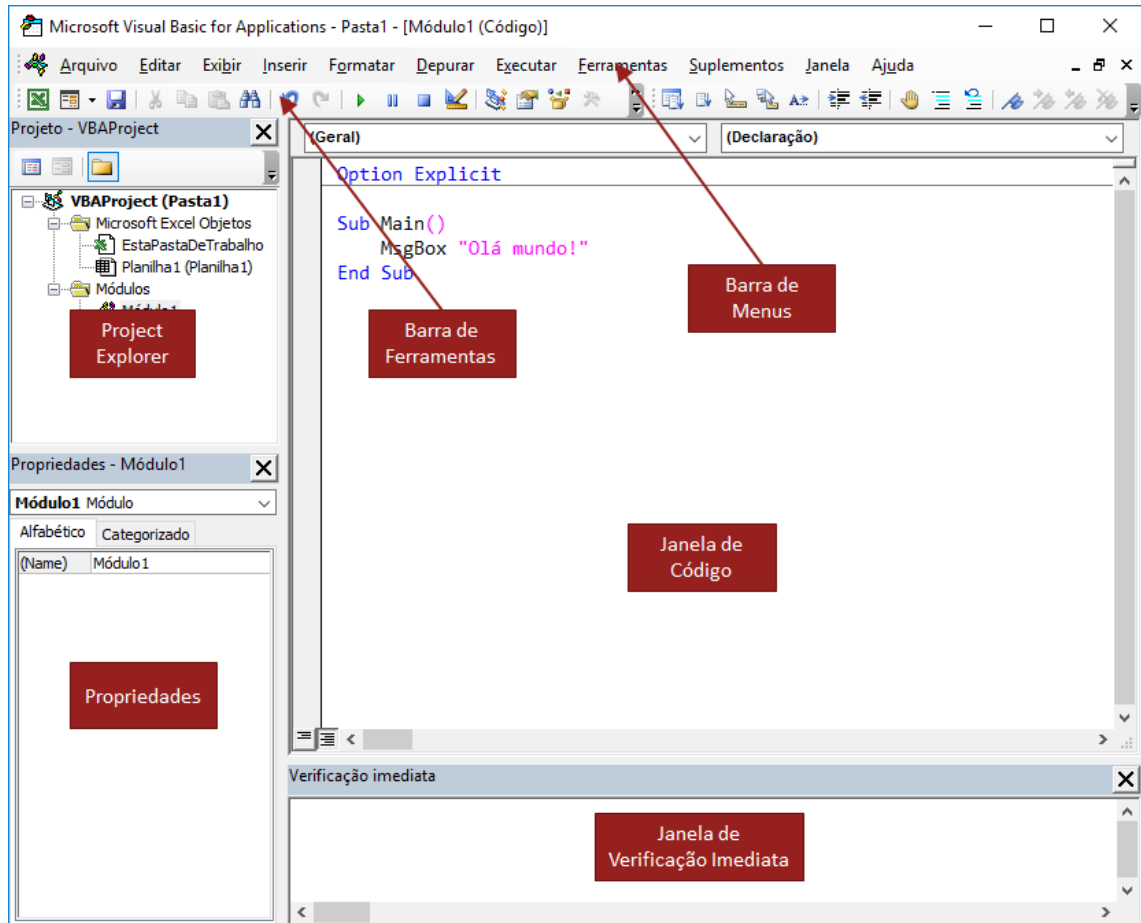 Microsoft Visual Basic for Applications - Pasta1 - [Módulo1 (Código)]
Arquivo Editar Exibir Inserir Formatar Depurar Executar Ferramentas Suplementos Janela Ajuda
Projeto - VBAProject
(Geral) (Declaração)
VBAProject (Pasta1)
Microsoft Excel Objetos
EstaPastaDeTrabalho
Planilha1 (Planilha1)
Módulos
Módulo1
Project
Explorer
Option Explicit
Sub Main()
MsgBox "Olá mundo!"
End Sub
Barra de
Ferramentas
Barra de
Menus
Propriedades - Módulo1
Módulo1 Módulo
Alfabético Categorizado
(Name) Módulo1
Propriedades
Janela de
Código
Verificação imediata
Janela de
Verificação Imediata